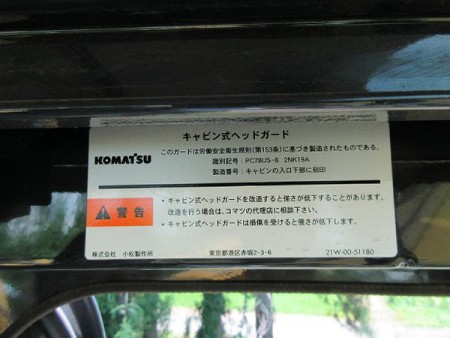 キャビン式ヘッドガード
KOMATSU
このガードは労働安全衛生規則(第153条)に基づき製造されたものである。
識別記号:PC78US-8 2NK19A
製造番号:キャビンの入口下部に刻印
警告
・キャビン式ヘッドガードを改造すると強さが低下することがあります。
改造を行う場合は、コマツの代理店に相談下さい。
・キャビン式ヘッドガードは損傷を受けると強さが低下します。
株式会社 小松製作所 東京都港区赤坂2-3-6 21W-00-51180